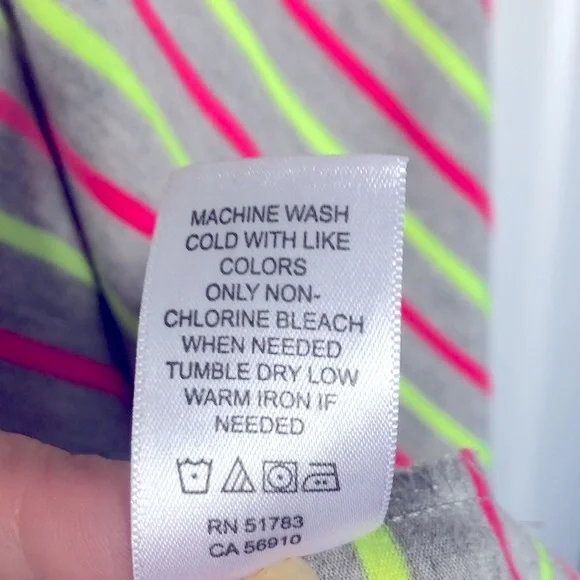 MACHINE WASH
COLD WITH LIKE
COLORS
ONLY NON-
CHLORINE BLEACH
WHEN NEEDED
TUMBLE DRY LOW
WARM IRON IF
NEEDED
RN 51783
CA 56910